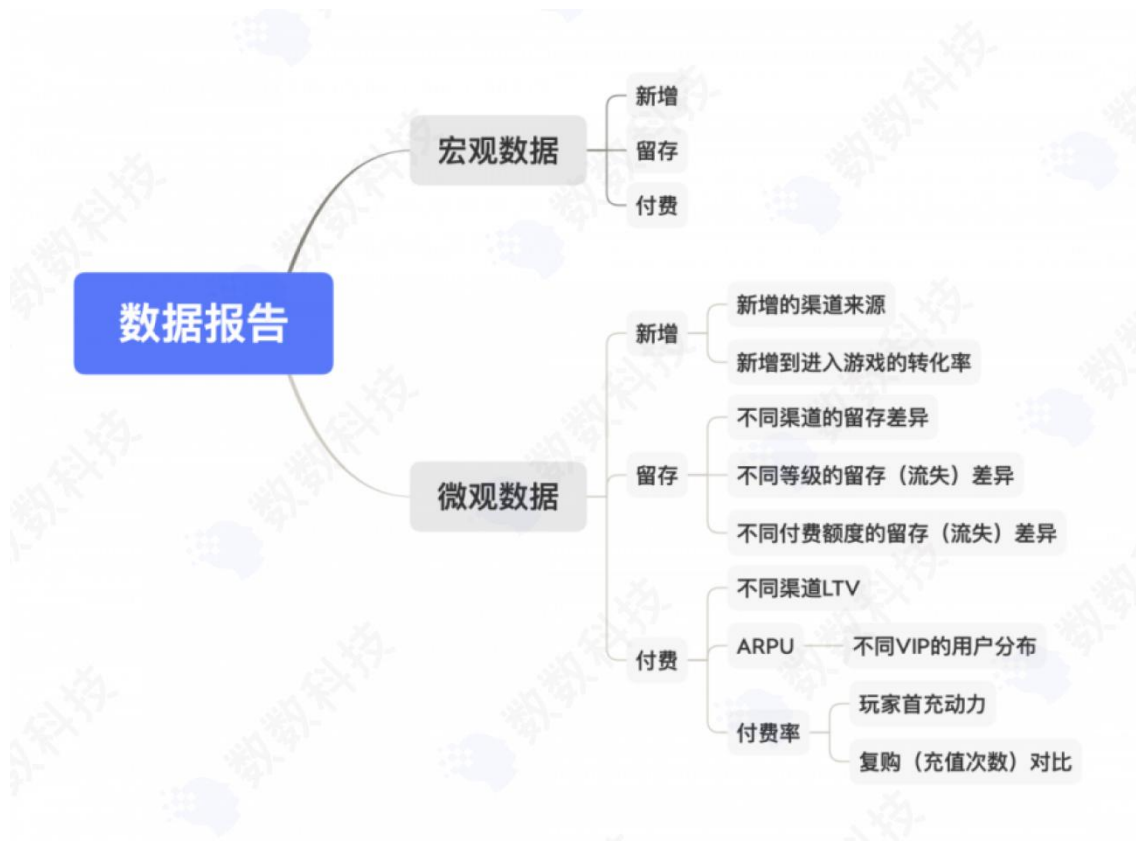 数据报告
宏观数据
新增
留存
付费
微观数据
新增
新增的渠道来源
新增到进入游戏的转化率
留存
不同渠道的留存差异
不同等级的留存（流失）差异
不同付费额度的留存（流失）差异
付费
不同渠道LTV
ARPU
不同VIP的用户分布
付费率
玩家首充动力
复购（充值次数）对比
数数科技